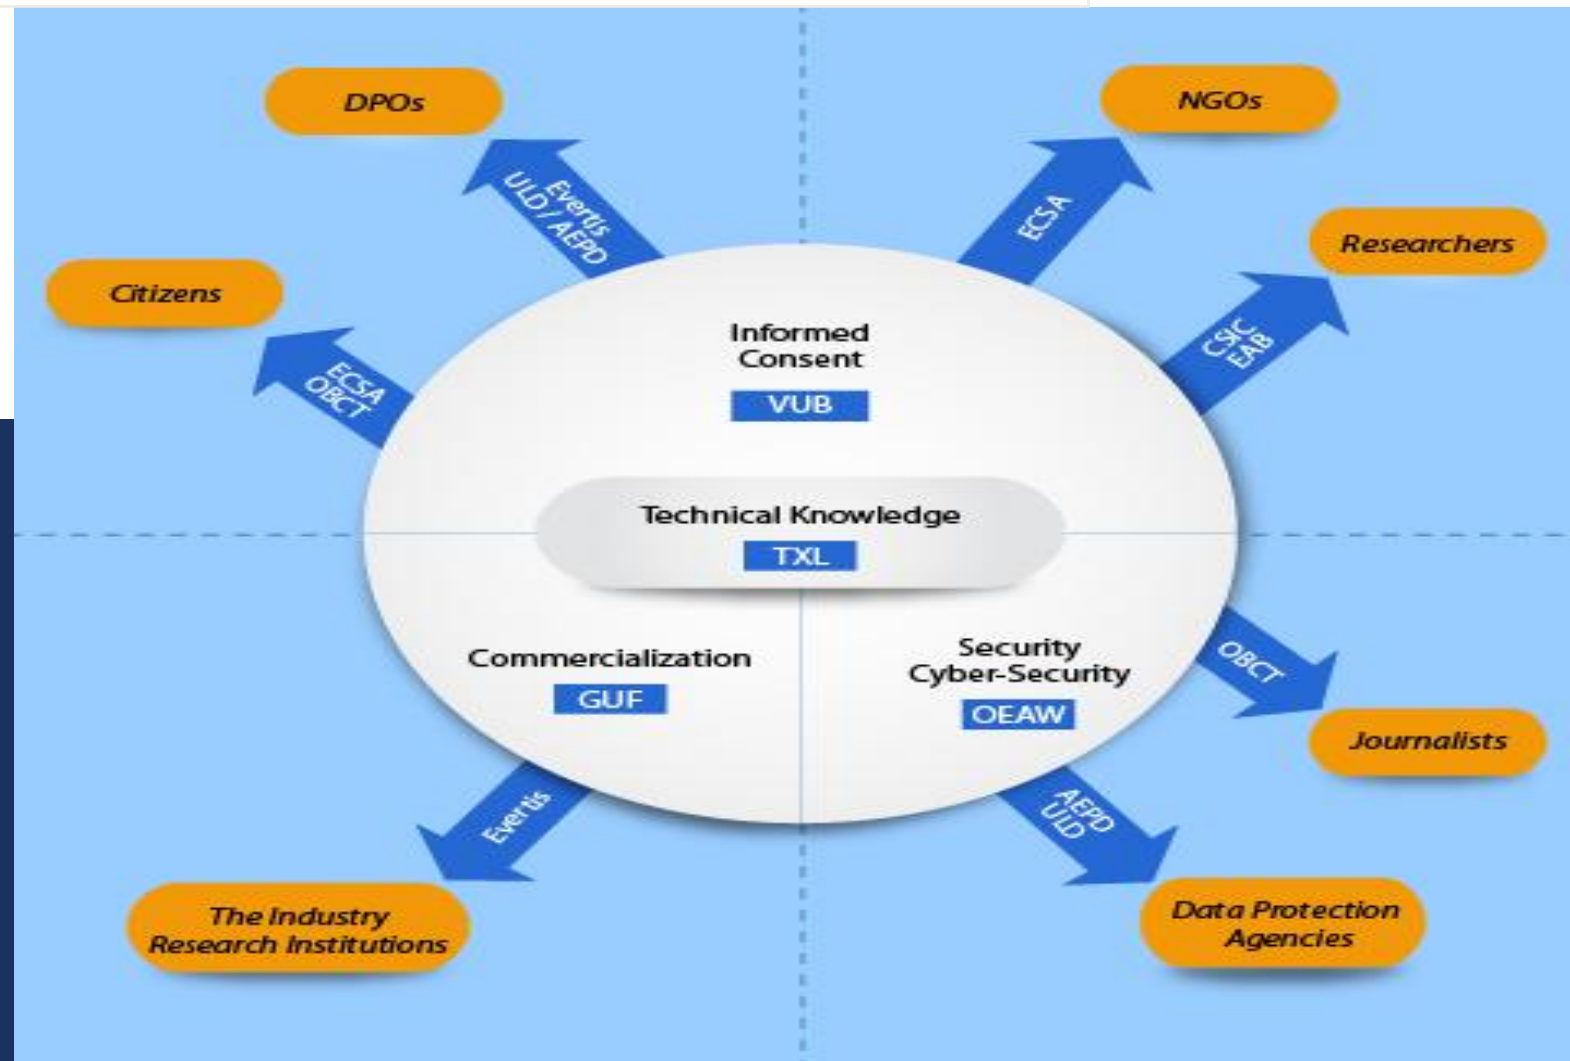 DPOs
NGOs
Evertis
ULD / AEPD
ECSA
Researchers
Citizens
CSIC
EAB
ECSA
OBCT
Informed
Consent
VUB
Technical Knowledge
TXL
Commercialization
GUF
Security
Cyber-Security
OEAW
OBCT
Journalists
Evertis
AEPD
ULD
The Industry
Research Institutions
Data Protection
Agencies